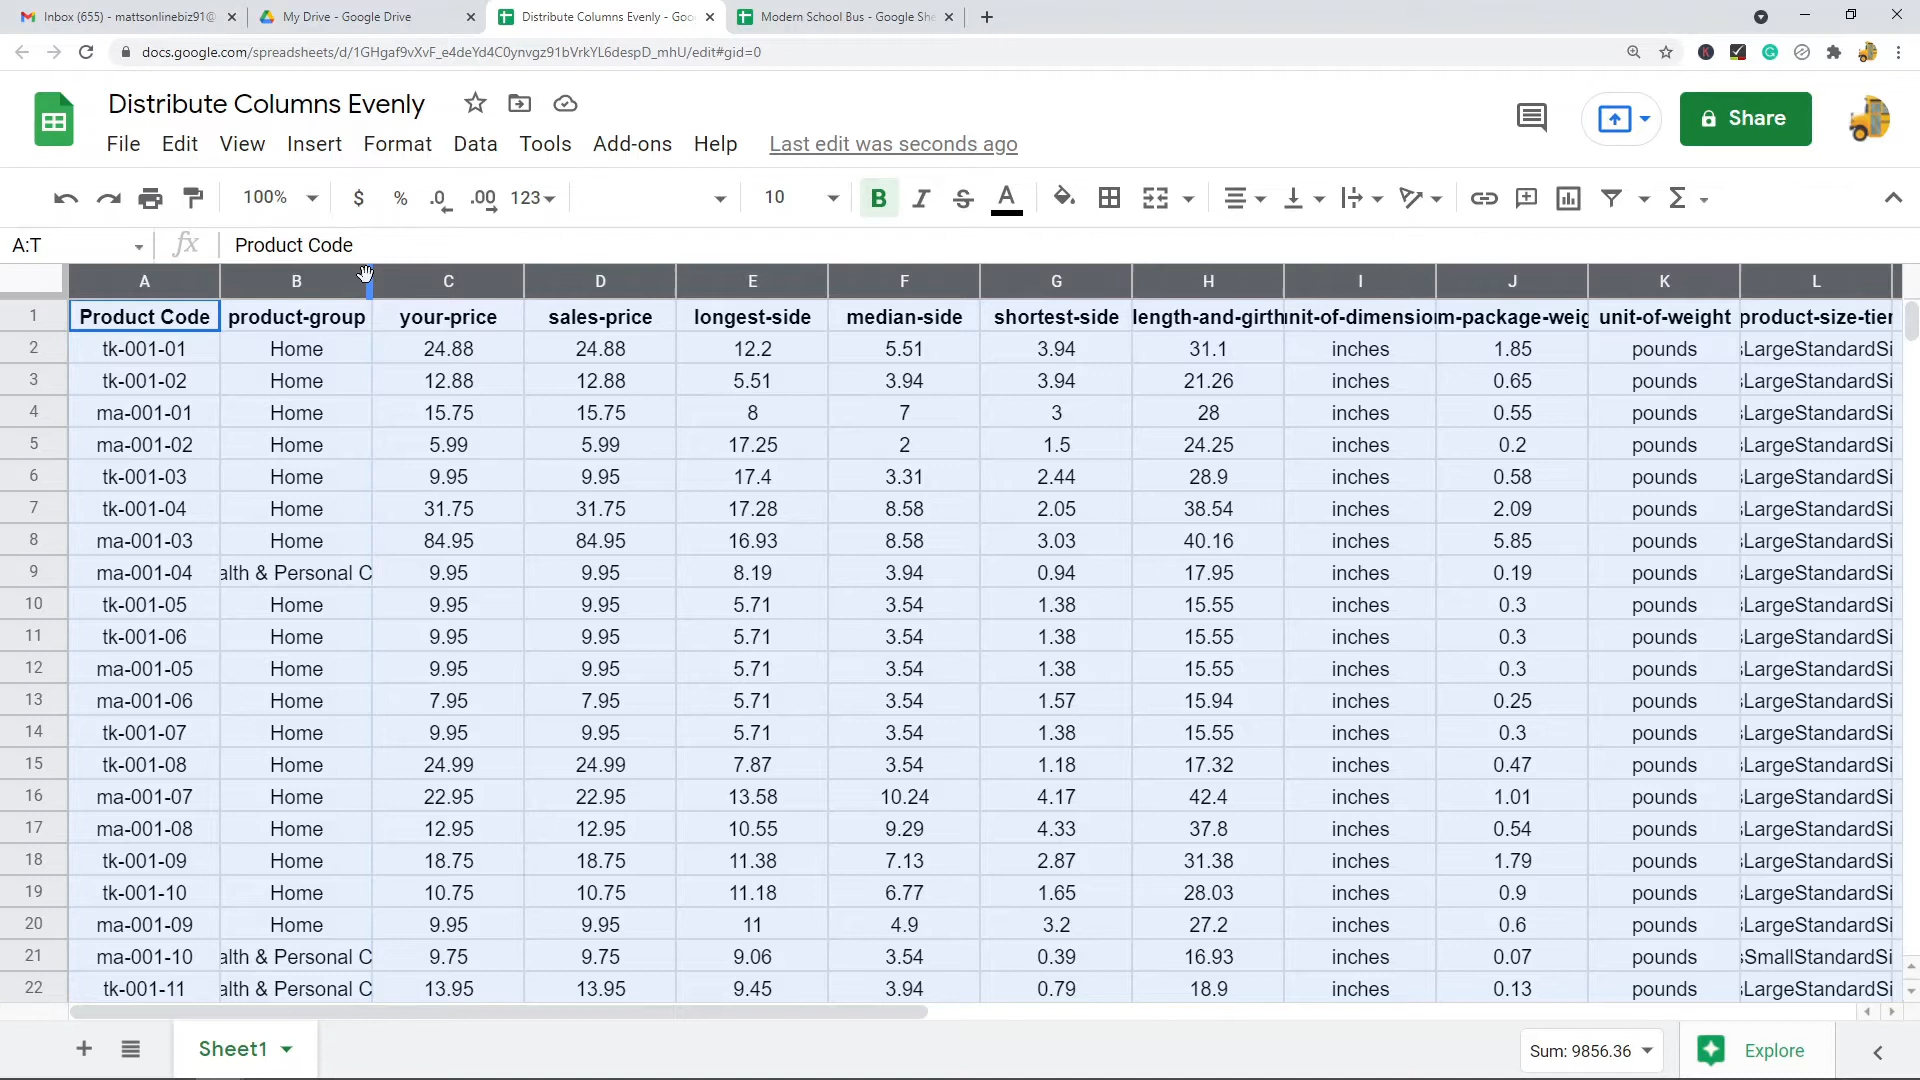 Inbox (655) - mattsonlinebiz91@
My Drive - Google Drive
Distribute Columns Evenly - Goo
Modern School Bus - Google She
docs.google.com/spreadsheets/d/1GHgaf9vXvF_e4deYd4C0ynvgz91bVrkYL6despD_mhU/edit#gid=0
Distribute Columns Evenly
Share
File Edit View Insert Format Data Tools Add-ons Help Last edit was seconds ago
100% $ % .0 .00 123 10 B I S A
A:T fx Product Code
A B C D E F G H I J K L
1 Product Code product-group your-price sales-price longest-side median-side shortest-side length-and-girth nit-of-dimensio m-package-weig unit-of-weight product-size-tier
2 tk-001-01 Home 24.88 24.88 12.2 5.51 3.94 31.1 inches 1.85 pounds sLargeStandardSi
3 tk-001-02 Home 12.88 12.88 5.51 3.94 3.94 21.26 inches 0.65 pounds sLargeStandardSi
4 ma-001-01 Home 15.75 15.75 8 7 3 28 inches 0.55 pounds sLargeStandardSi
5 ma-001-02 Home 5.99 5.99 17.25 2 1.5 24.25 inches 0.2 pounds sLargeStandardSi
6 tk-001-03 Home 9.95 9.95 17.4 3.31 2.44 28.9 inches 0.58 pounds sLargeStandardSi
7 tk-001-04 Home 31.75 31.75 17.28 8.58 2.05 38.54 inches 2.09 pounds sLargeStandardSi
8 ma-001-03 Home 84.95 84.95 16.93 8.58 3.03 40.16 inches 5.85 pounds sLargeStandardSi
9 ma-001-04 alth & Personal C 9.95 9.95 8.19 3.94 0.94 17.95 inches 0.19 pounds sLargeStandardSi
10 tk-001-05 Home 9.95 9.95 5.71 3.54 1.38 15.55 inches 0.3 pounds sLargeStandardSi
11 tk-001-06 Home 9.95 9.95 5.71 3.54 1.38 15.55 inches 0.3 pounds sLargeStandardSi
12 ma-001-05 Home 9.95 9.95 5.71 3.54 1.38 15.55 inches 0.3 pounds sLargeStandardSi
13 ma-001-06 Home 7.95 7.95 5.71 3.54 1.57 15.94 inches 0.25 pounds sLargeStandardSi
14 tk-001-07 Home 9.95 9.95 5.71 3.54 1.38 15.55 inches 0.3 pounds sLargeStandardSi
15 tk-001-08 Home 24.99 24.99 7.87 3.54 1.18 17.32 inches 0.47 pounds sLargeStandardSi
16 ma-001-07 Home 22.95 22.95 13.58 10.24 4.17 42.4 inches 1.01 pounds sLargeStandardSi
17 ma-001-08 Home 12.95 12.95 10.55 9.29 4.33 37.8 inches 0.54 pounds sLargeStandardSi
18 tk-001-09 Home 18.75 18.75 11.38 7.13 2.87 31.38 inches 1.79 pounds sLargeStandardSi
19 tk-001-10 Home 10.75 10.75 11.18 6.77 1.65 28.03 inches 0.9 pounds sLargeStandardSi
20 ma-001-09 Home 9.95 9.95 11 4.9 3.2 27.2 inches 0.6 pounds sLargeStandardSi
21 ma-001-10 alth & Personal C 9.75 9.75 9.06 3.54 0.39 16.93 inches 0.07 pounds sSmallStandardSi
22 tk-001-11 alth & Personal C 13.95 13.95 9.45 3.94 0.79 18.9 inches 0.13 pounds sLargeStandardSi
Sheet1 Sum: 9856.36 Explore